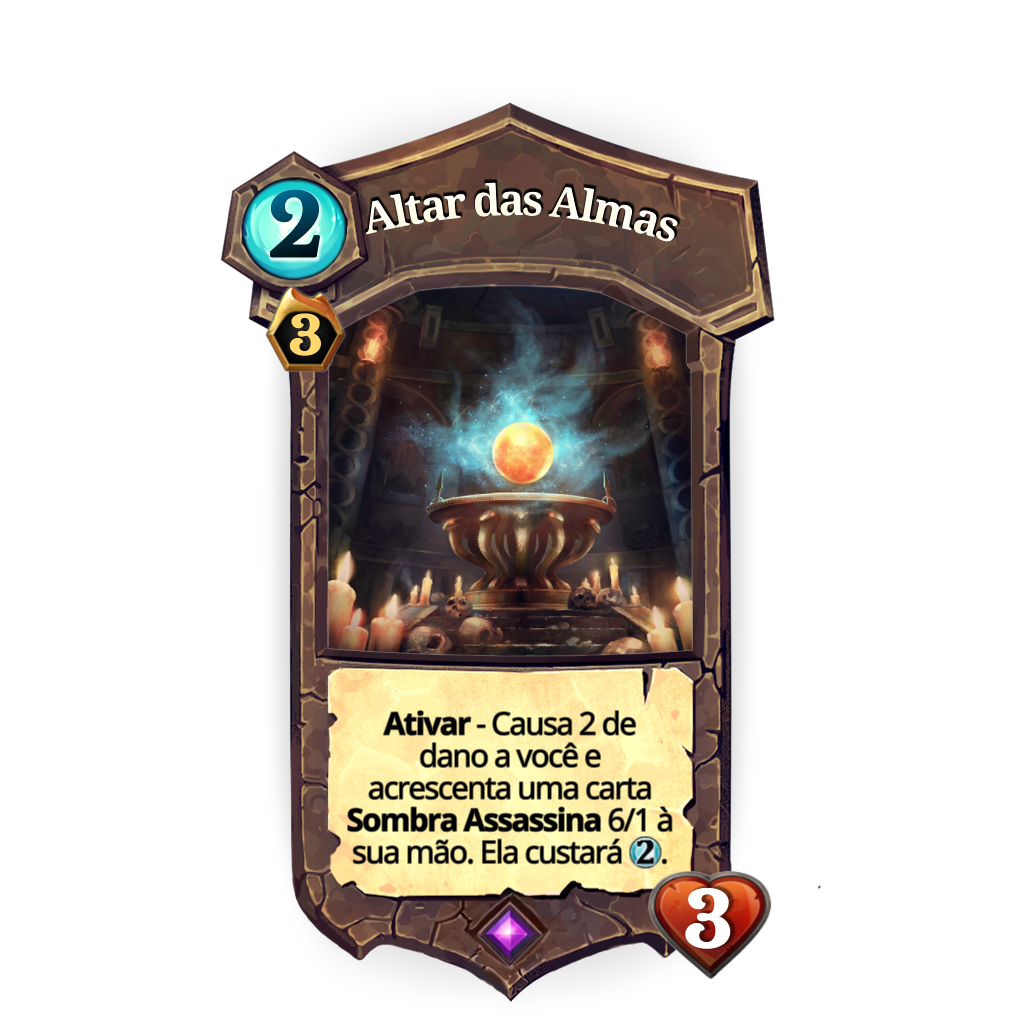 2
Altar das Almas
3
Ativar - Causa 2 de
dano a você e
acrescenta uma carta
Sombra Assassina 6/1 à
sua mão. Ela custará 2.
3